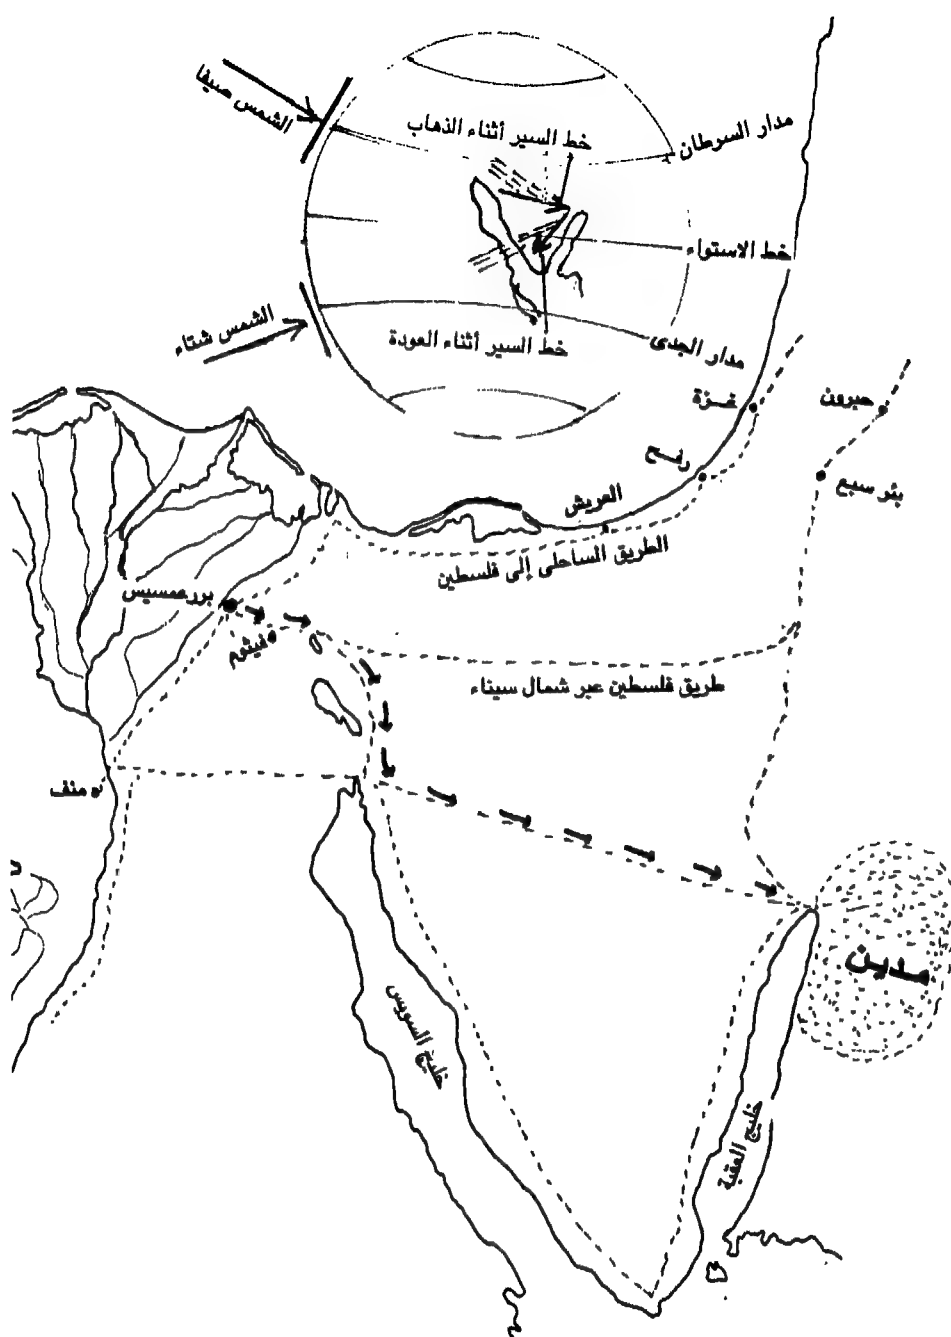 الشمس صيفا
مدار السرطان
خط السير أثناء الذهاب
خط الاستواء
الشمس شتاء
خط السير أثناء العودة
مدار الجدى
غزة
حبرون
رفح
بئر سبع
العريش
الطريق الساحلى إلى فلسطين
بررعمسيس
فيثوم
طريق فلسطين عبر شمال سيناء
منف
مدين
خليج السويس
خليج العقبة